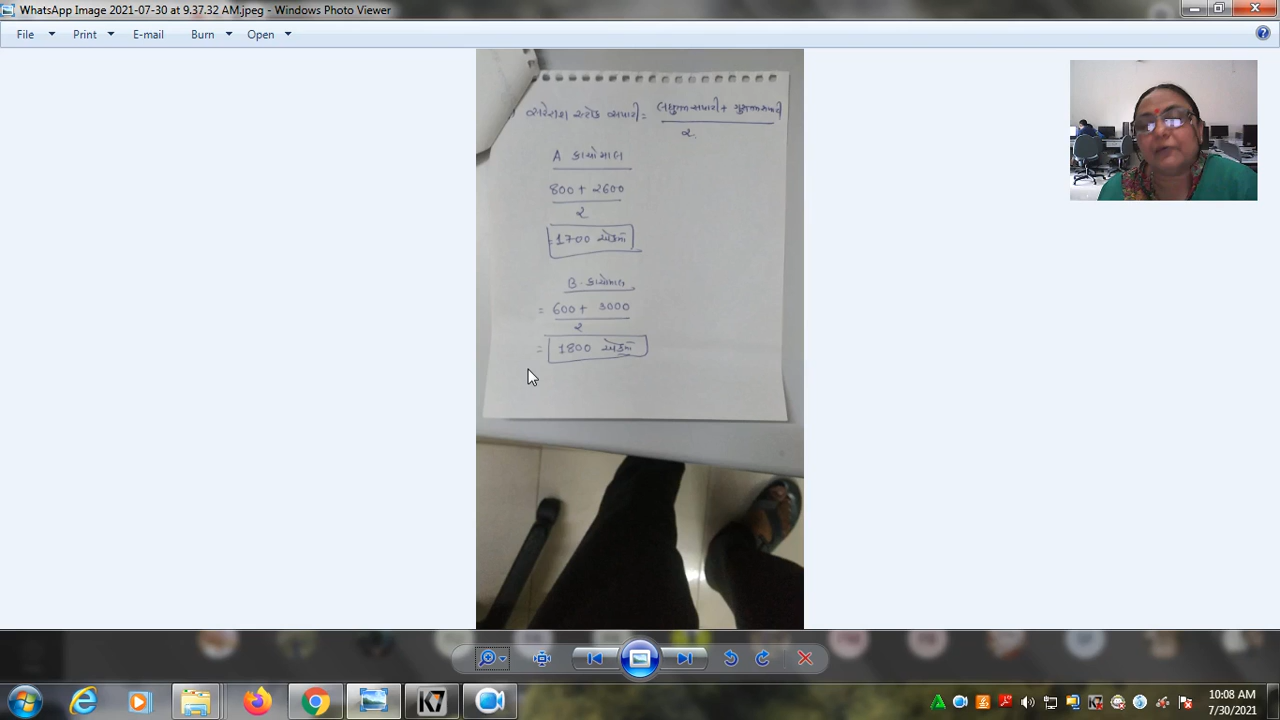 WhatsApp Image 2021-07-30 at 9.37.32 AM.jpeg - Windows Photo Viewer
File Print E-mail Burn Open
સરેરાશ સ્ટોક સપાટી = લઘુત્તમ સપાટી + ગુરુત્તમ સપાટી
૨
A કાચોમાલ
800 + 2600
૨
= 1700 એકમો
B. કાચોમાલ
= 600 + 3000
૨
= 1800 એકમો
K7
10:08 AM
7/30/2021